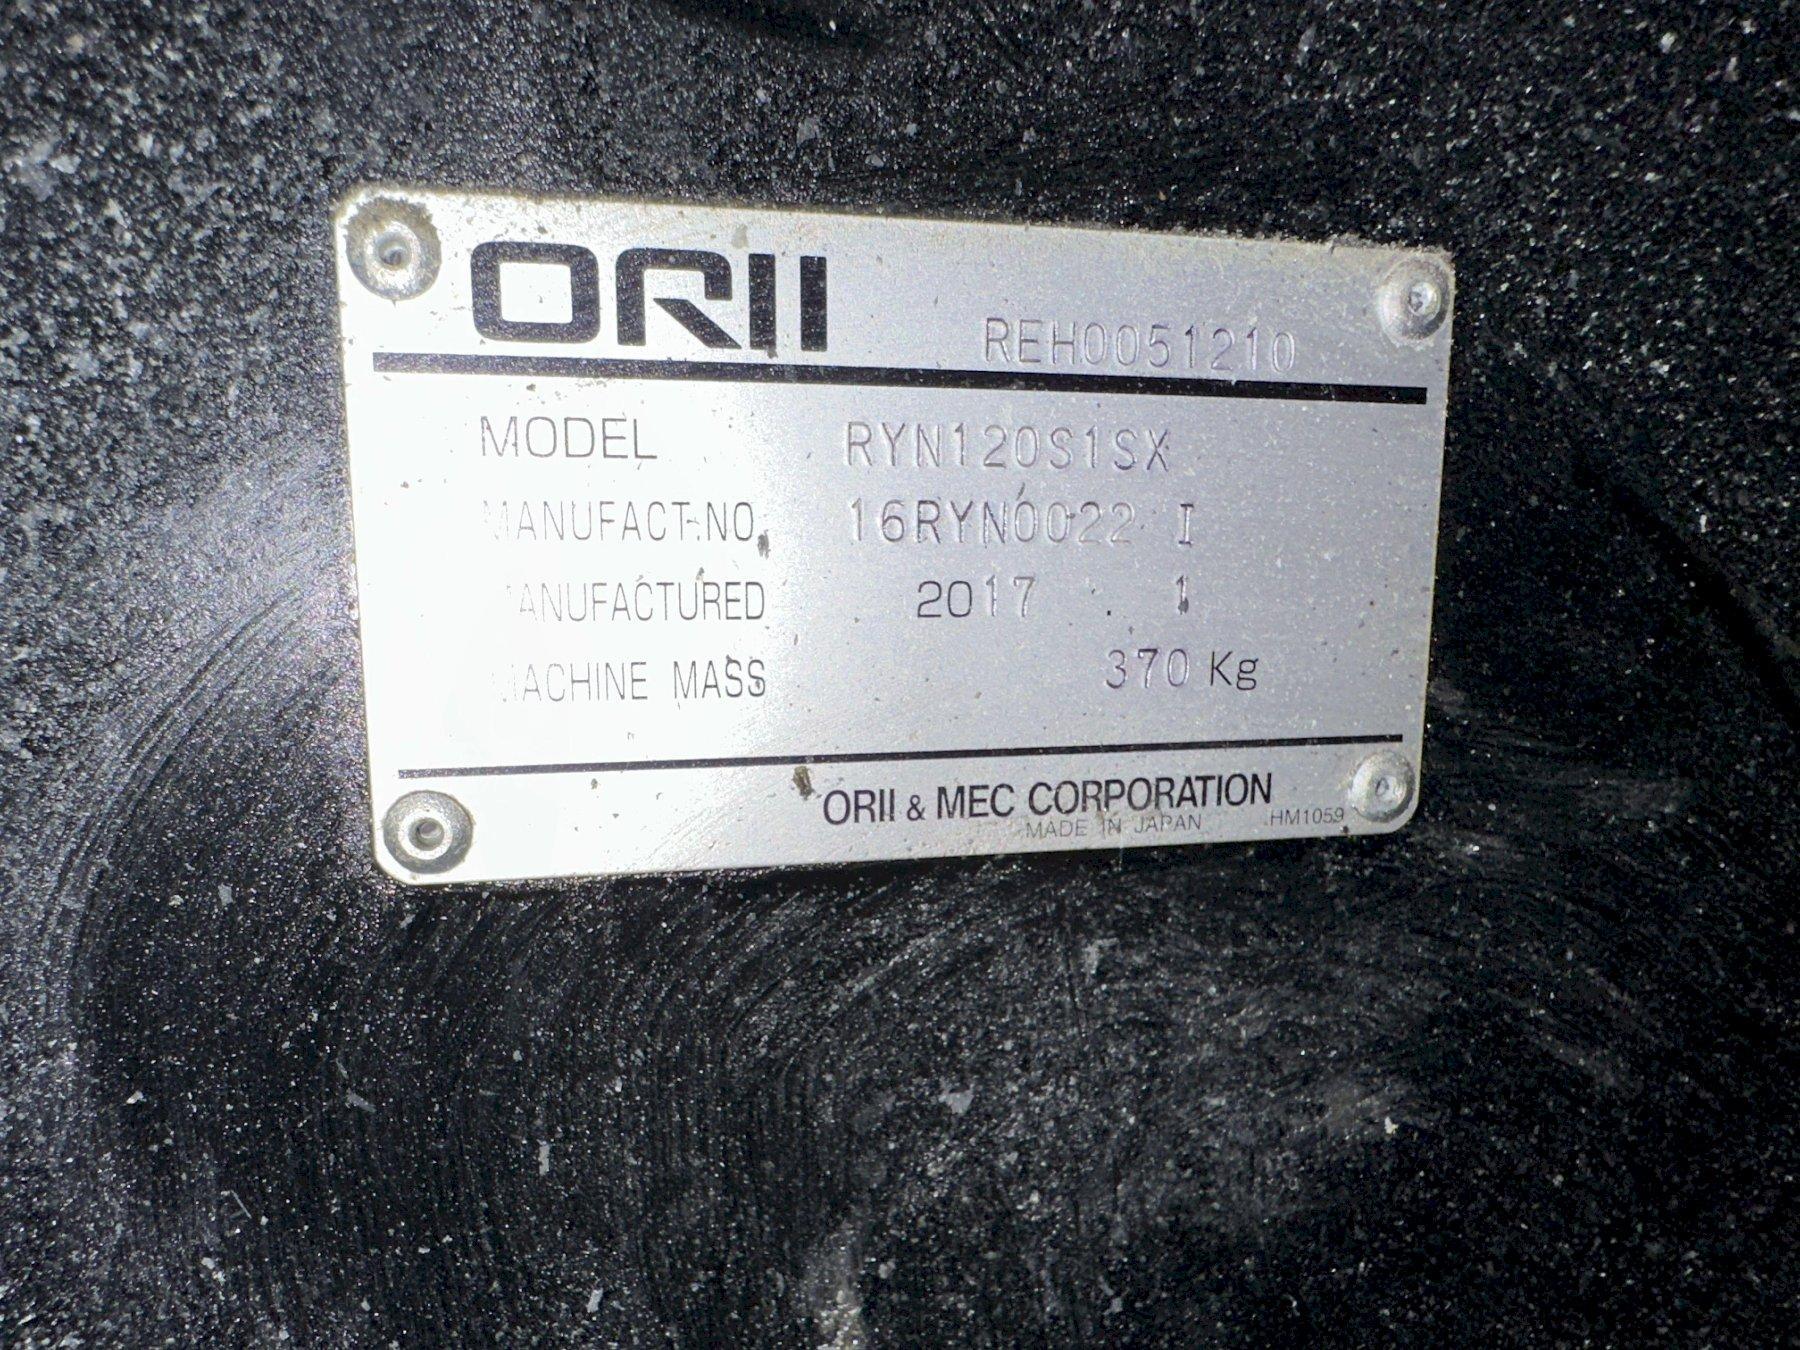 ORII
REH0051210
MODEL RYN120S1SX
MANUFACT.NO. 16RYN0022 I
MANUFACTURED 2017 . 1
MACHINE MASS 370 Kg
ORII & MEC CORPORATION
MADE IN JAPAN HM1059